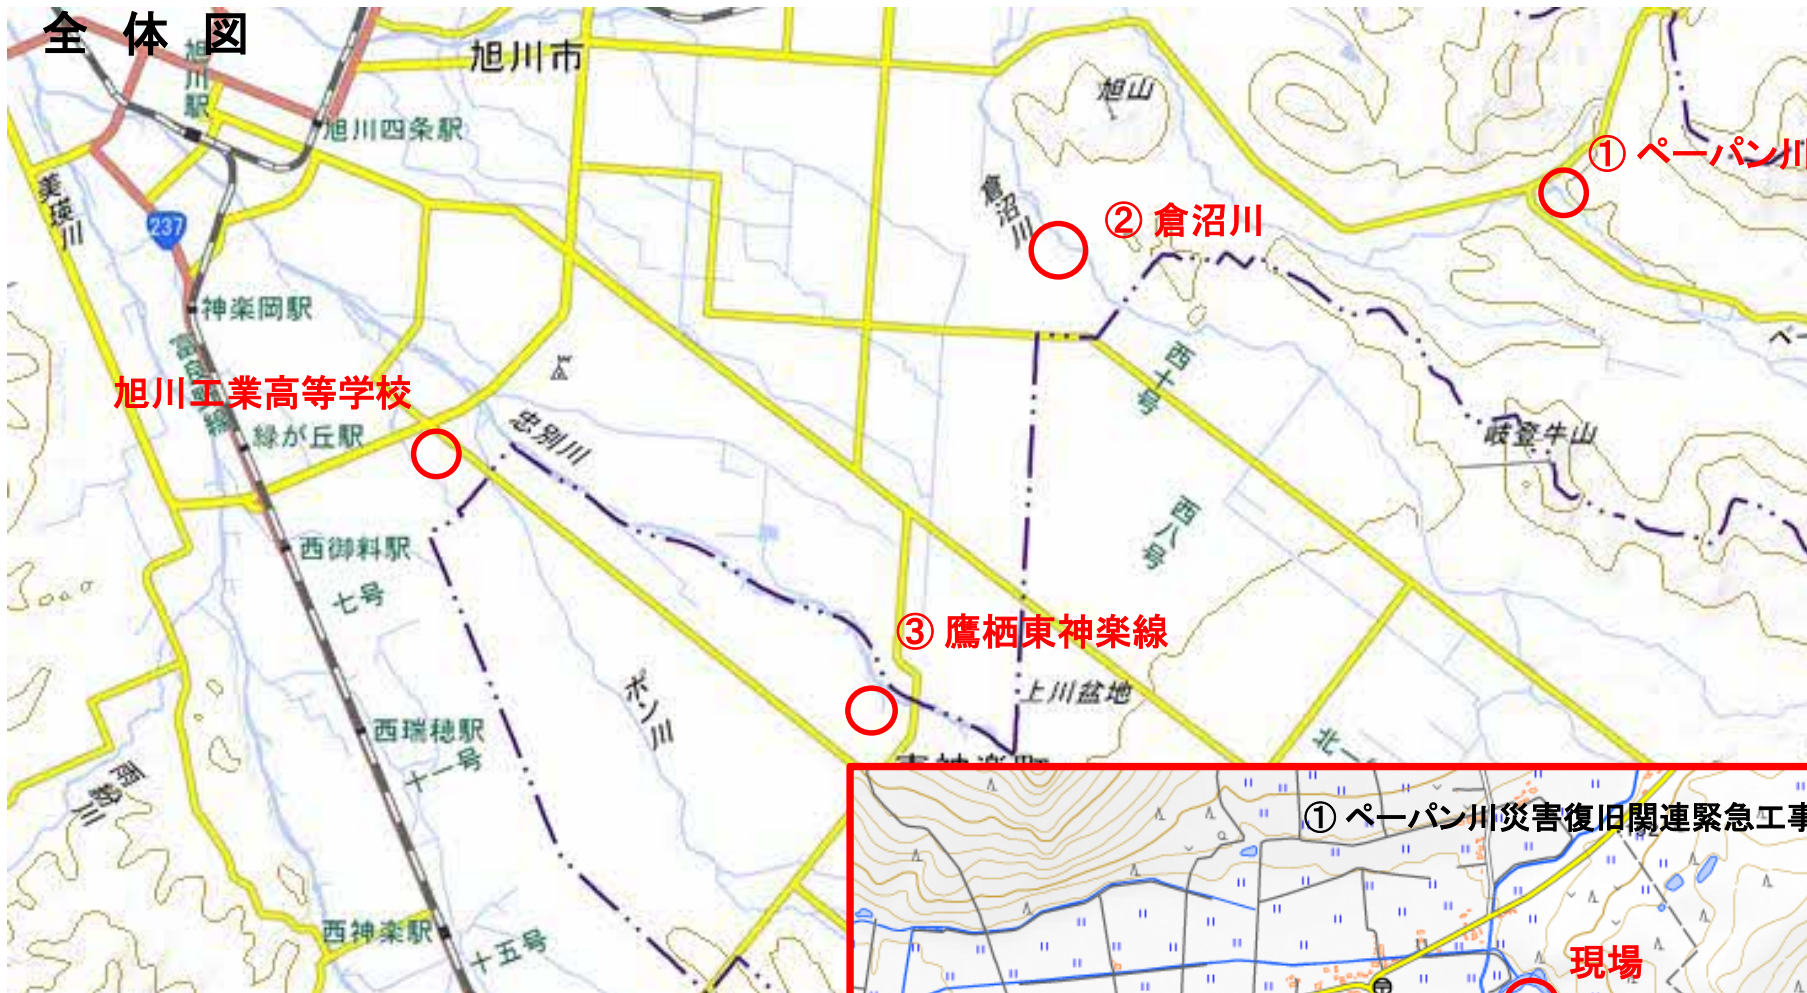 全体図
旭川市
旭川駅
旭川四条駅
旭山
① ペーパン川
② 倉沼川
倉沼川
美瑛川
237
神楽岡駅
西十号
旭川工業高等学校
緑が丘駅
忠別川
岐登牛山
西八号
西御料駅
七号
③ 鷹栖東神楽線
上川盆地
ポン川
西瑞穂駅
十一号
北一
① ペーパン川災害復旧関連緊急工事
西神楽駅
十五号
現場